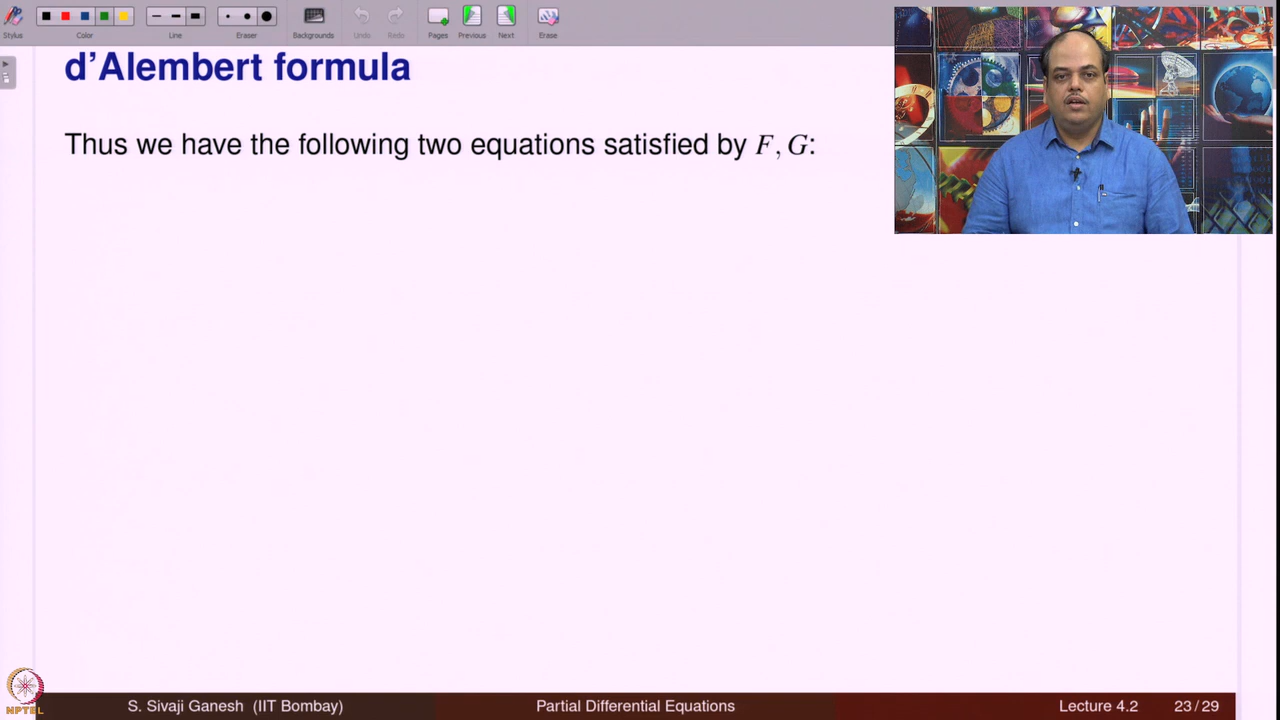 Stylus
Color
Line
Eraser
Backgrounds
Undo
Redo
Pages
Previous
Next
Erase
d'Alembert formula
Thus we have the following two equations satisfied by F, G:
NPTEL
S. Sivaji Ganesh (IIT Bombay)
Partial Differential Equations
Lecture 4.2
23/29